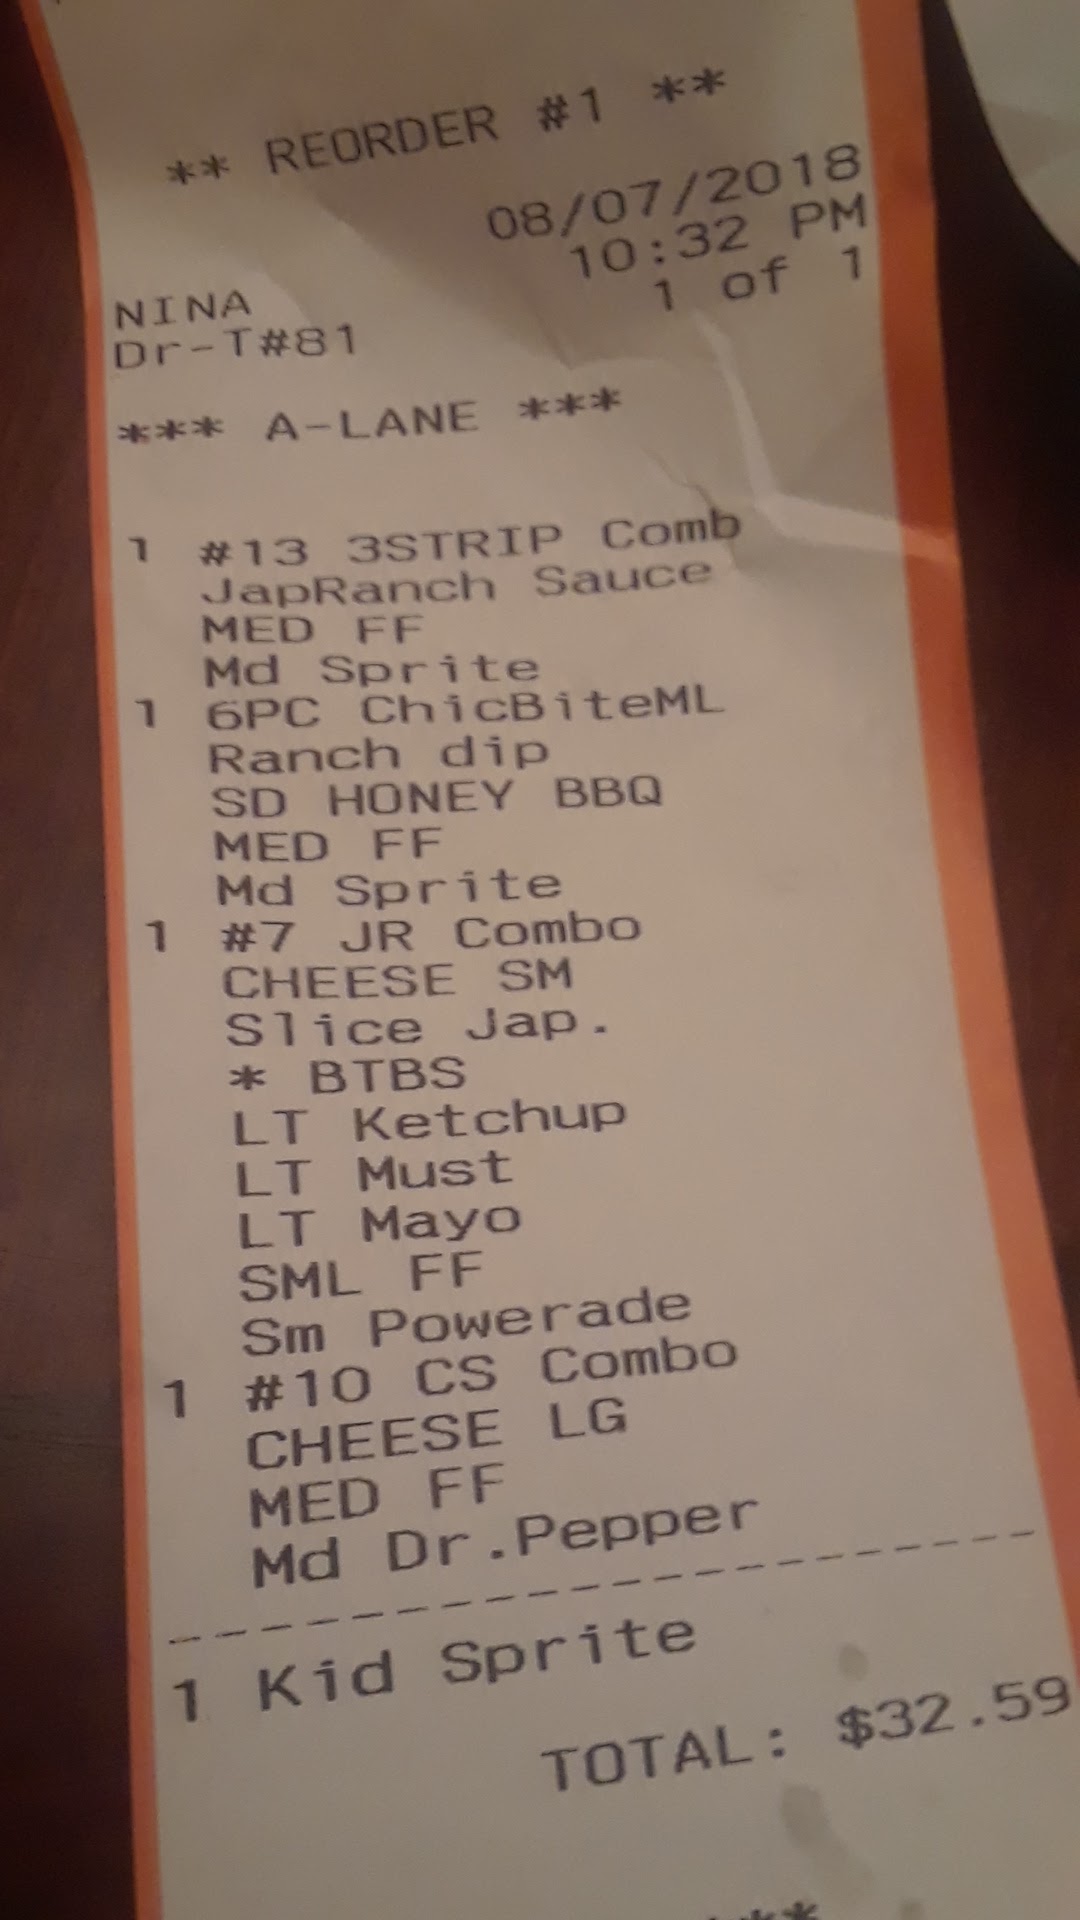 ** REORDER #1 **
08/07/2018
10:32 PM
NINA 1 of 1
Dr-T#81
*** A-LANE ***
1 #13 3STRIP Comb
JapRanch Sauce
MED FF
Md Sprite
1 6PC ChicBiteML
Ranch dip
SD HONEY BBQ
MED FF
Md Sprite
1 #7 JR Combo
CHEESE SM
Slice Jap.
* BTBS
LT Ketchup
LT Must
LT Mayo
SML FF
Sm Powerade
1 #10 CS Combo
CHEESE LG
MED FF
Md Dr.Pepper
--------------------
1 Kid Sprite
TOTAL: $32.59